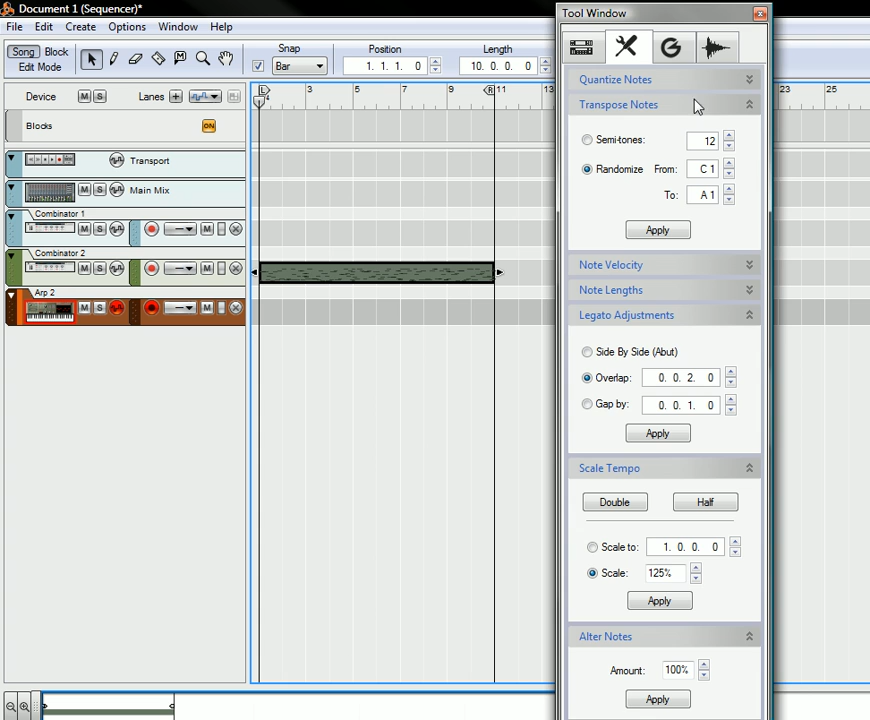 Document 1 (Sequencer)*
File Edit Create Options Window Help
Song Block
Edit Mode
Snap
Bar
Position
1. 1. 1. 0
Length
10. 0. 0. 0
Device M S Lanes
L R
3 5 7 9 11 13 23 25
4
Blocks ON
Transport
M S Main Mix
Combinator 1
M S M
Combinator 2
M S M
Arp 2
M S M
Tool Window
Quantize Notes
Transpose Notes
Semi-tones: 12
Randomize From: C 1
To: A 1
Apply
Note Velocity
Note Lengths
Legato Adjustments
Side By Side (Abut)
Overlap: 0. 0. 2. 0
Gap by: 0. 0. 1. 0
Apply
Scale Tempo
Double Half
Scale to: 1. 0. 0. 0
Scale: 125%
Apply
Alter Notes
Amount: 100%
Apply